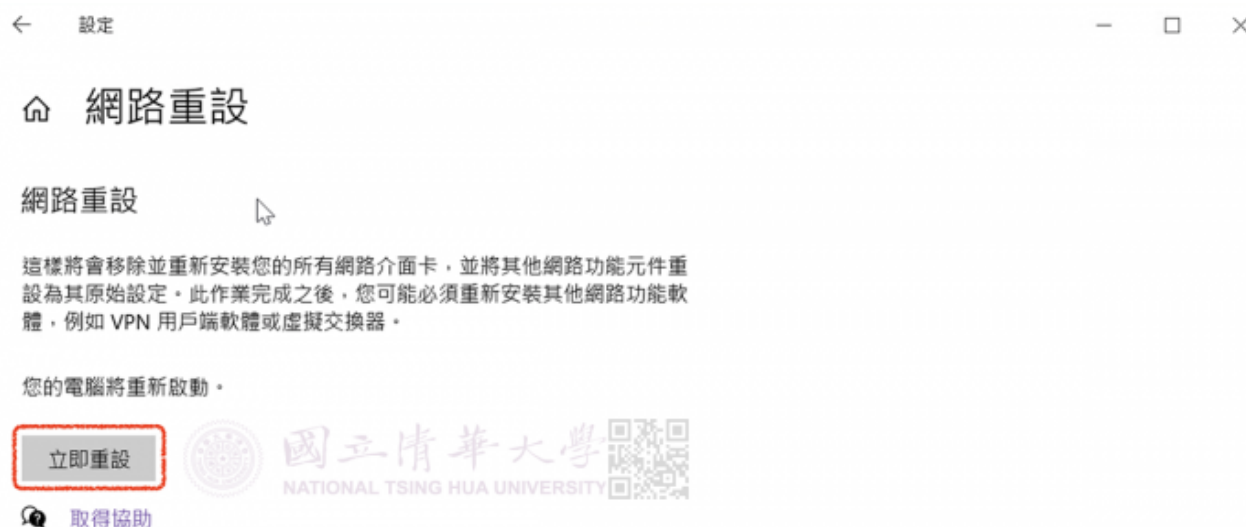 設定
網路重設
網路重設
這樣將會移除並重新安裝您的所有網路介面卡，並將其他網路功能元件重
設為其原始設定。此作業完成之後，您可能必須重新安裝其他網路功能軟
體，例如 VPN 用戶端軟體或虛擬交換器。
您的電腦將重新啟動。
立即重設
國立清華大學
NATIONAL TSING HUA UNIVERSITY
取得協助